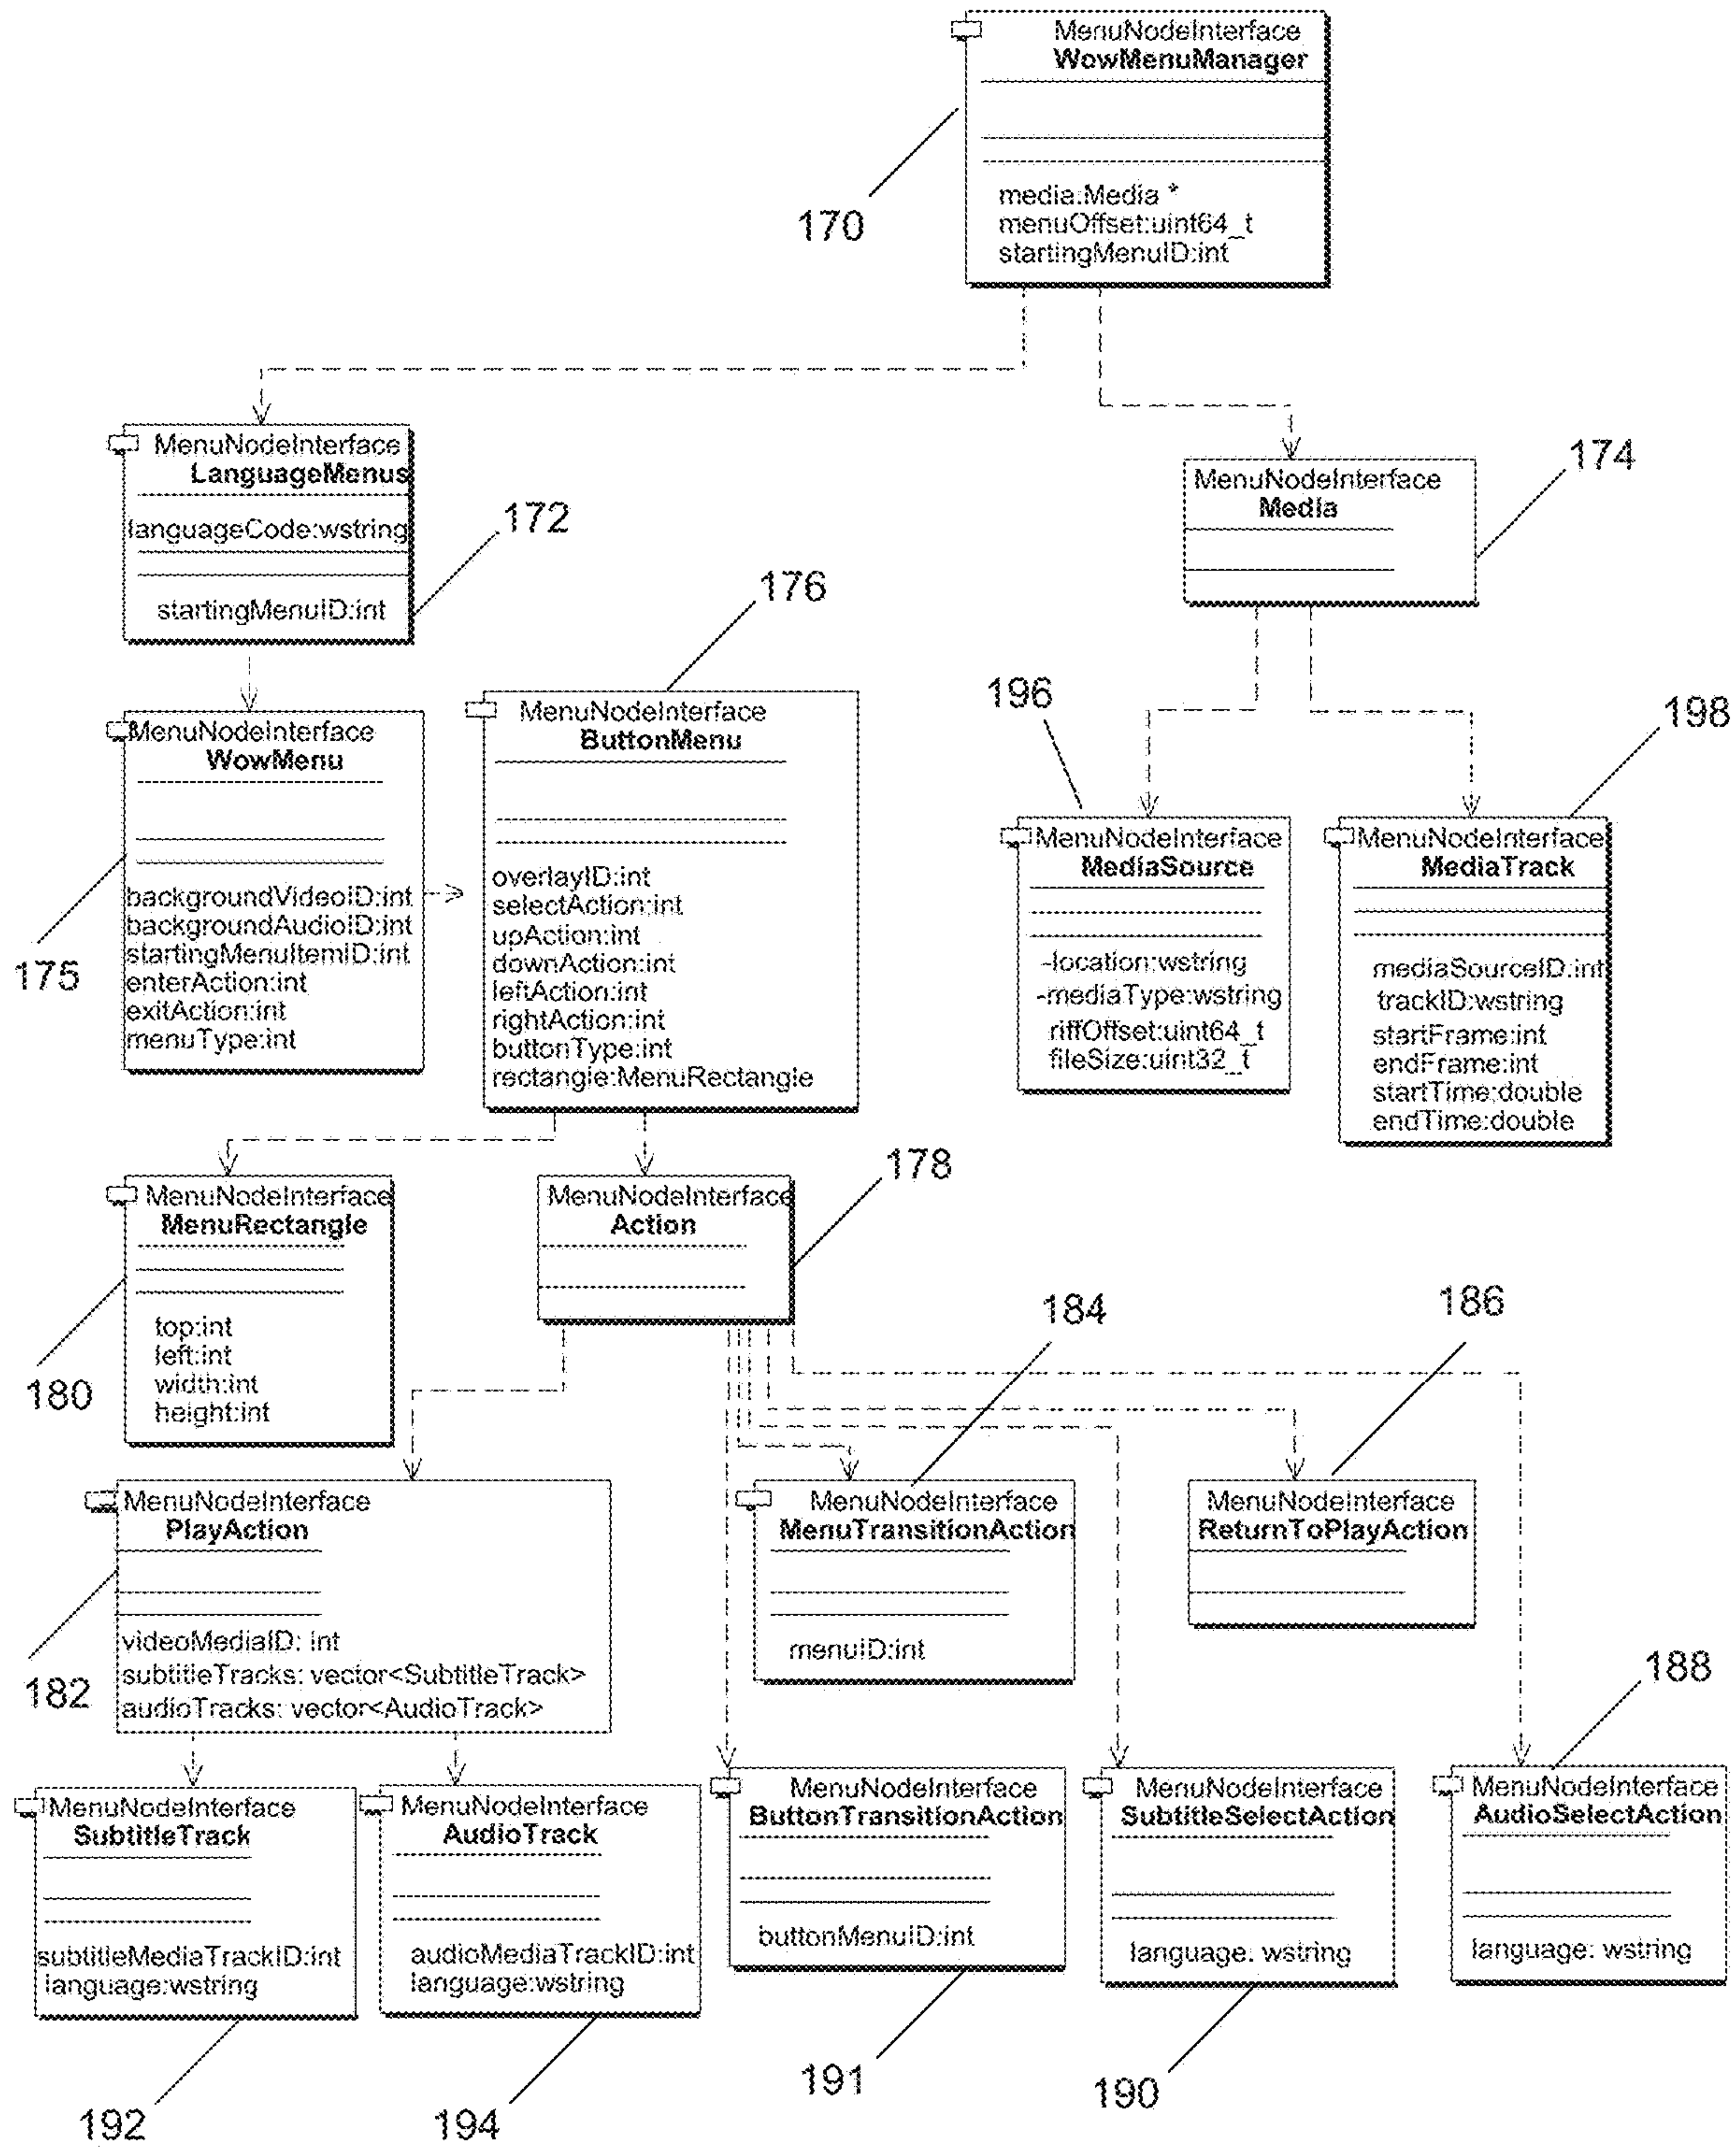 MenuNodeInterface
WowMenuManager
media:Media *
menuOffset:uint64_t
startingMenuID:int
170
MenuNodeInterface
LanguageMenus
languageCode:wstring
startingMenuID:int
172
MenuNodeInterface
Media
174
MenuNodeInterface
WowMenu
backgroundVideoID:int
backgroundAudioID:int
startingMenuItemID:int
enterAction:int
exitAction:int
menuType:int
175
176
MenuNodeInterface
ButtonMenu
overlayID:int
selectAction:int
upAction:int
downAction:int
leftAction:int
rightAction:int
buttonType:int
rectangle:MenuRectangle
196
MenuNodeInterface
MediaSource
-location:wstring
-mediaType:wstring
riffOffset:uint64_t
fileSize:uint32_t
198
MenuNodeInterface
MediaTrack
mediaSourceID:int
trackID:wstring
startFrame:int
endFrame:int
startTime:double
endTime:double
MenuNodeInterface
MenuRectangle
top:int
left:int
width:int
height:int
180
MenuNodeInterface
Action
178
MenuNodeInterface
PlayAction
videoMediaID: int
subtitleTracks: vector<SubtitleTrack>
audioTracks: vector<AudioTrack>
182
184
MenuNodeInterface
MenuTransitionAction
menuID:int
186
MenuNodeInterface
ReturnToPlayAction
188
MenuNodeInterface
SubtitleTrack
subtitleMediaTrackID:int
language:wstring
192
MenuNodeInterface
AudioTrack
audioMediaTrackID:int
language:wstring
194
MenuNodeInterface
ButtonTransitionAction
buttonMenuID:int
191
MenuNodeInterface
SubtitleSelectAction
language: wstring
190
MenuNodeInterface
AudioSelectAction
language: wstring